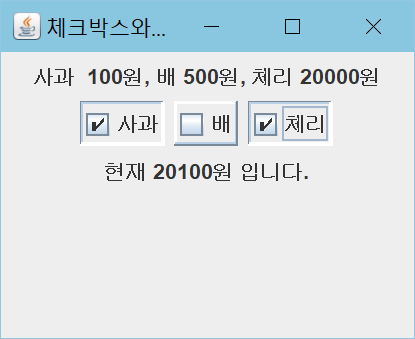 체크박스와...
사과  100원, 배 500원, 체리 20000원
사과 배 체리
현재 20100원 입니다.